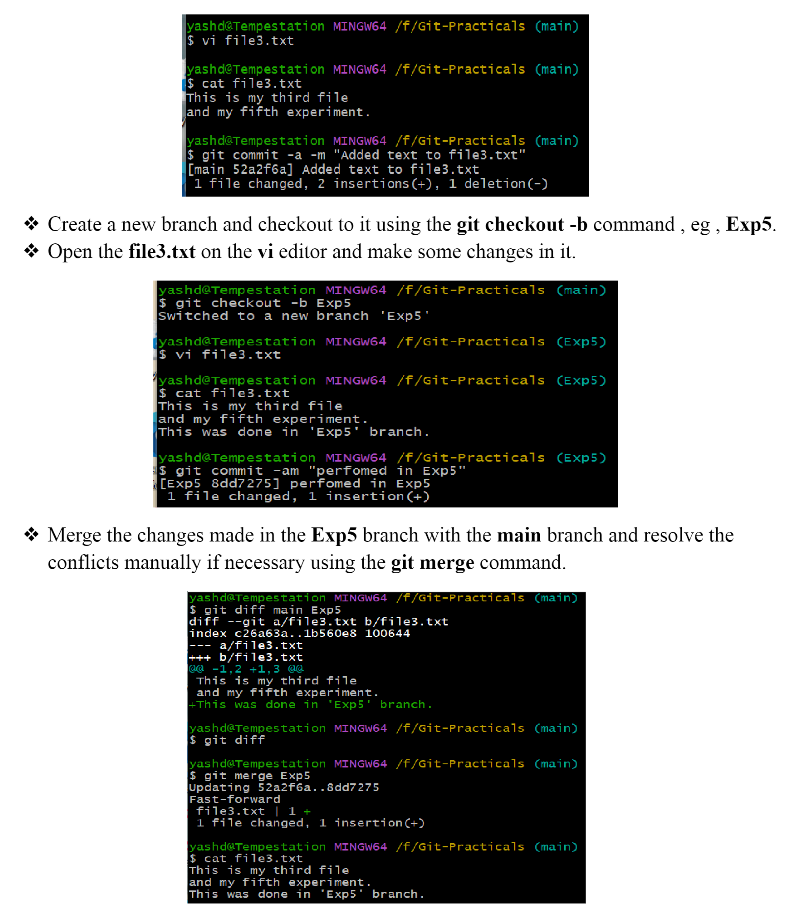 yashd@Tempestation MINGW64 /f/Git-Practicals (main)
$ vi file3.txt
yashd@Tempestation MINGW64 /f/Git-Practicals (main)
$ cat file3.txt
This is my third file
and my fifth experiment.
yashd@Tempestation MINGW64 /f/Git-Practicals (main)
$ git commit -a -m "Added text to file3.txt"
[main 52a2f6a] Added text to file3.txt
1 file changed, 2 insertions(+), 1 deletion(-)
❖ Create a new branch and checkout to it using the git checkout -b command , eg , Exp5.
❖ Open the file3.txt on the vi editor and make some changes in it.
yashd@Tempestation MINGW64 /f/Git-Practicals (main)
$ git checkout -b Exp5
Switched to a new branch 'Exp5'
yashd@Tempestation MINGW64 /f/Git-Practicals (Exp5)
$ vi file3.txt
yashd@Tempestation MINGW64 /f/Git-Practicals (Exp5)
$ cat file3.txt
This is my third file
and my fifth experiment.
This was done in 'Exp5' branch.
yashd@Tempestation MINGW64 /f/Git-Practicals (Exp5)
$ git commit -am "perfomed in Exp5"
[Exp5 8dd7275] perfomed in Exp5
1 file changed, 1 insertion(+)
❖ Merge the changes made in the Exp5 branch with the main branch and resolve the
conflicts manually if necessary using the git merge command.
yashd@Tempestation MINGW64 /f/Git-Practicals (main)
$ git diff main Exp5
diff --git a/file3.txt b/file3.txt
index c26a63a..1b560e8 100644
--- a/file3.txt
+++ b/file3.txt
@@ -1,2 +1,3 @@
This is my third file
and my fifth experiment.
+This was done in 'Exp5' branch.
yashd@Tempestation MINGW64 /f/Git-Practicals (main)
$ git diff
yashd@Tempestation MINGW64 /f/Git-Practicals (main)
$ git merge Exp5
Updating 52a2f6a..8dd7275
Fast-forward
file3.txt | 1 +
1 file changed, 1 insertion(+)
yashd@Tempestation MINGW64 /f/Git-Practicals (main)
$ cat file3.txt
This is my third file
and my fifth experiment.
This was done in 'Exp5' branch.